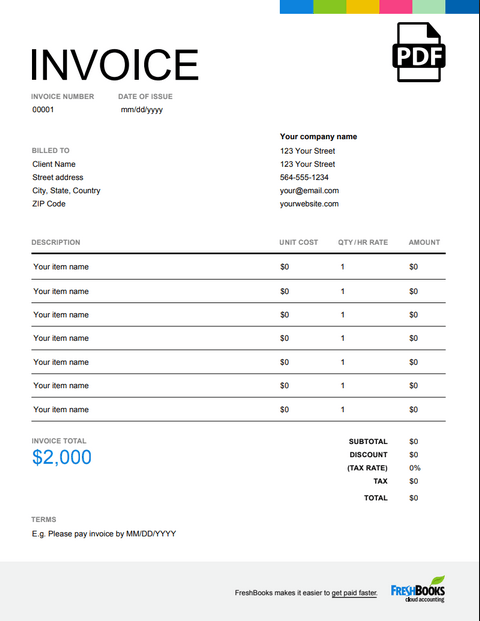 INVOICE
PDF
INVOICE NUMBER DATE OF ISSUE
00001 mm/dd/yyyy
Your company name
BILLED TO 123 Your Street
Client Name 123 Your Street
Street address 564-555-1234
City, State, Country your@email.com
ZIP Code yourwebsite.com
DESCRIPTION UNIT COST QTY/HR RATE AMOUNT
Your item name $0 1 $0
Your item name $0 1 $0
Your item name $0 1 $0
Your item name $0 1 $0
Your item name $0 1 $0
Your item name $0 1 $0
Your item name $0 1 $0
INVOICE TOTAL SUBTOTAL $0
$2,000 DISCOUNT $0
(TAX RATE) 0%
TAX $0
TOTAL $0
TERMS
E.g. Please pay invoice by MM/DD/YYYY
FreshBooks makes it easier to get paid faster. FRESHBOOKS
cloud accounting